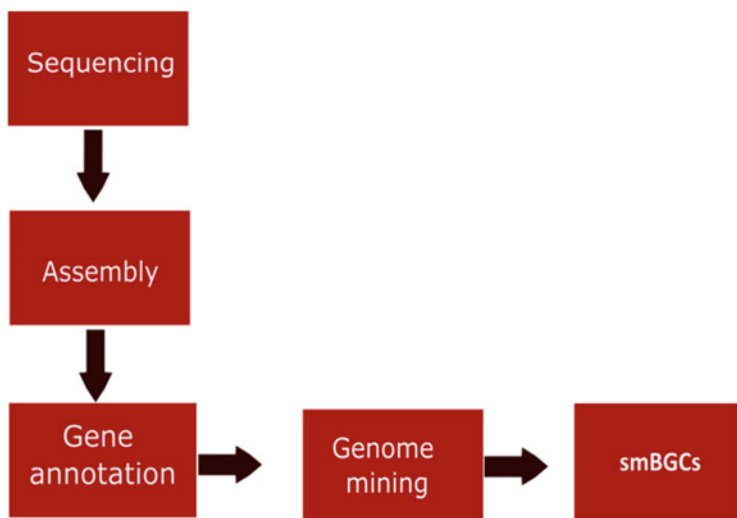 Sequencing
Assembly
Gene
annotation
Genome
mining
smBGCs